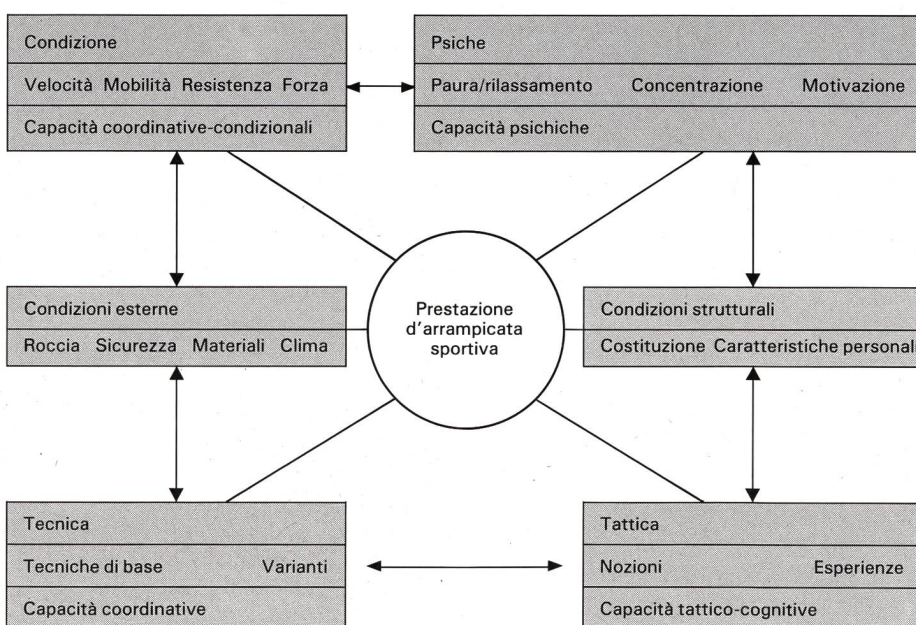 Condizione
Velocità Mobilità Resistenza Forza
Capacità coordinative-condizionali
Psiche
Paura/rilassamento Concentrazione Motivazione
Capacità psichiche
Condizioni esterne
Roccia Sicurezza Materiali Clima
Prestazione
d'arrampicata
sportiva
Condizioni strutturali
Costituzione Caratteristiche personal
Tecnica
Tecniche di base Varianti
Capacità coordinative
Tattica
Nozioni Esperienze
Capacità tattico-cognitive